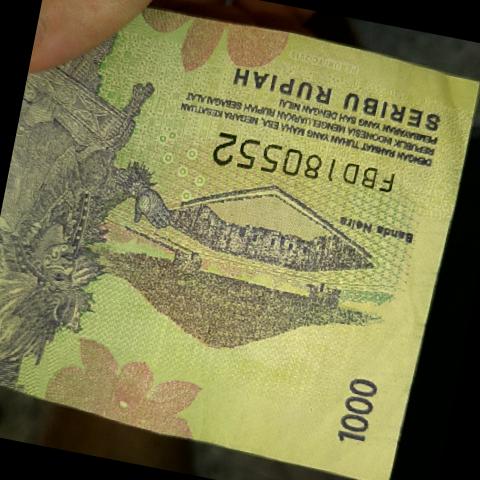 SERIBU RUPIAH
DENGAN RAHMAT TUHAN YANG MAHA ESA, NEGARA KESATUAN
REPUBLIK INDONESIA MENGELUARKAN RUPIAH SEBAGAI ALAT
PEMBAYARAN YANG SAH DENGAN NILAI
FBD180552
Banda Neira
1000